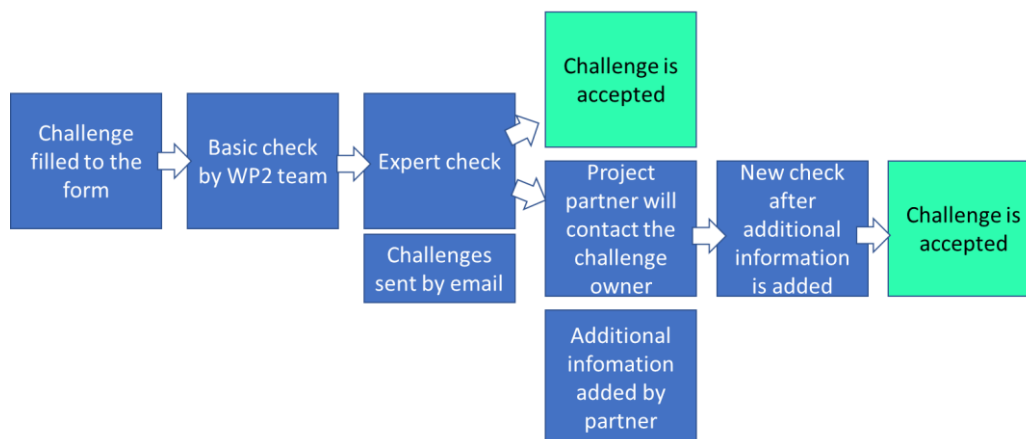 Challenge
filled to the
form
Basic check
by WP2 team
Expert check
Challenges
sent by email
Challenge is
accepted
Project
partner will
contact the
challenge
owner
Additional
infomation
added by
partner
New check
after
additional
information
is added
Challenge is
accepted